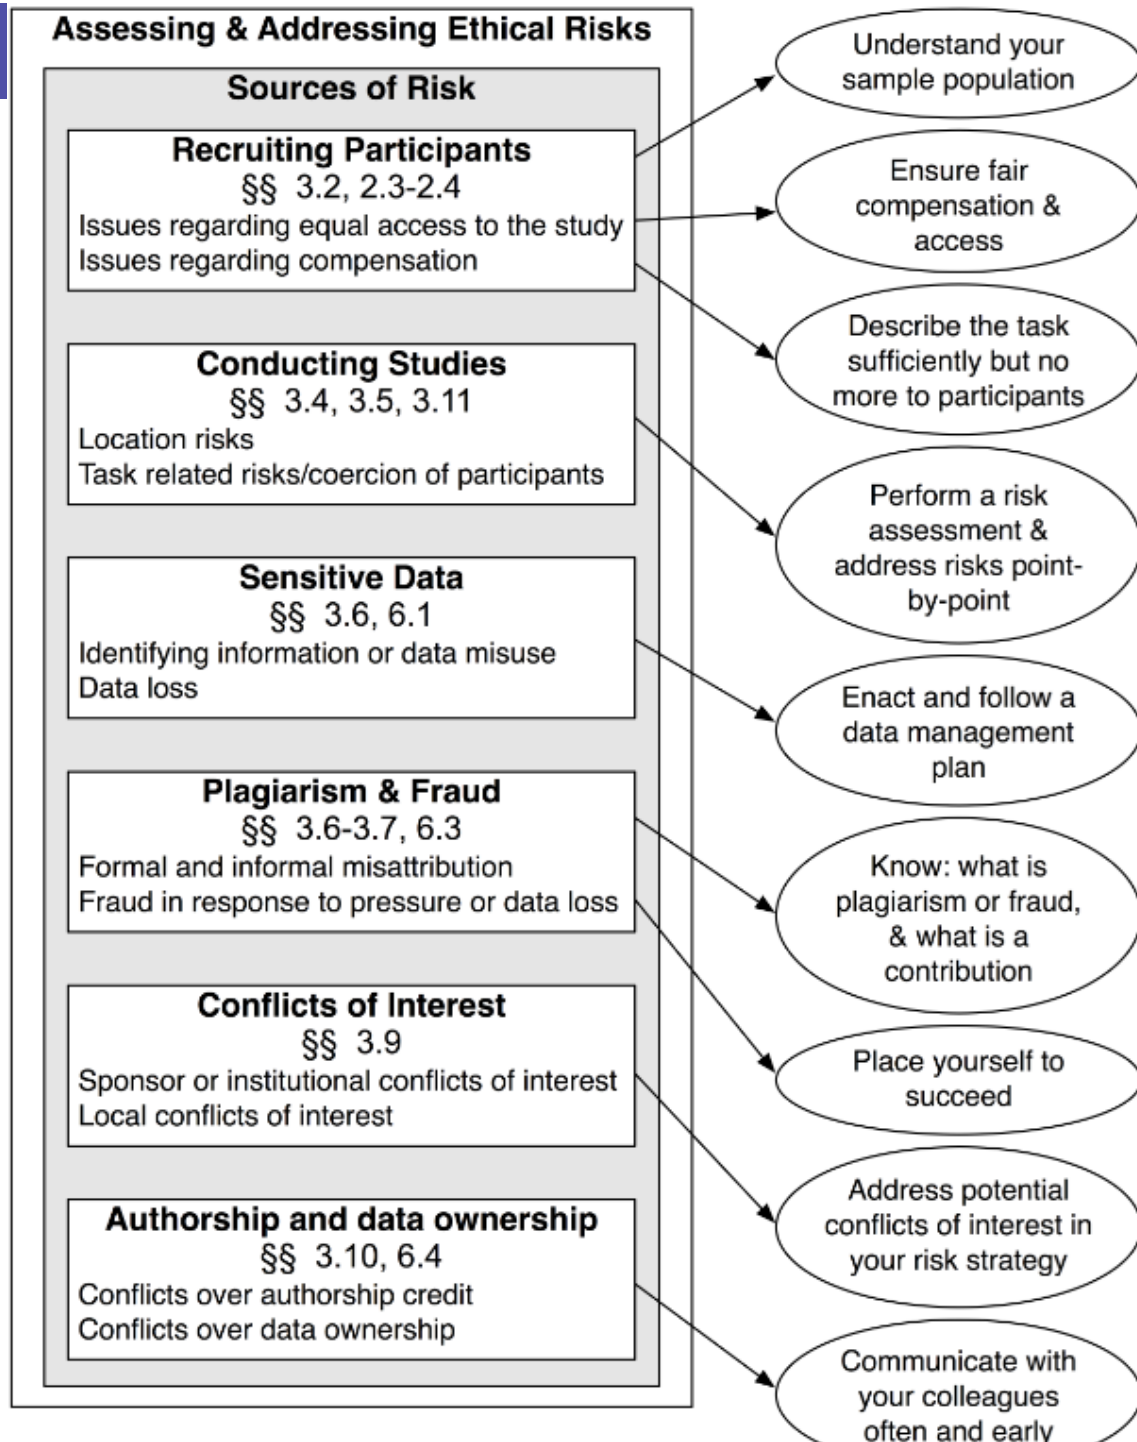 Assessing & Addressing Ethical Risks
Sources of Risk
Recruiting Participants
§§ 3.2, 2.3-2.4
Issues regarding equal access to the study
Issues regarding compensation
Conducting Studies
§§ 3.4, 3.5, 3.11
Location risks
Task related risks/coercion of participants
Sensitive Data
§§ 3.6, 6.1
Identifying information or data misuse
Data loss
Plagiarism & Fraud
§§ 3.6-3.7, 6.3
Formal and informal misattribution
Fraud in response to pressure or data loss
Conflicts of Interest
§§ 3.9
Sponsor or institutional conflicts of interest
Local conflicts of interest
Authorship and data ownership
§§ 3.10, 6.4
Conflicts over authorship credit
Conflicts over data ownership
Understand your
sample population
Ensure fair
compensation &
access
Describe the task
sufficiently but no
more to participants
Perform a risk
assessment &
address risks point-
by-point
Enact and follow a
data management
plan
Know: what is
plagiarism or fraud,
& what is a
contribution
Place yourself to
succeed
Address potential
conflicts of interest in
your risk strategy
Communicate with
your colleagues
often and early